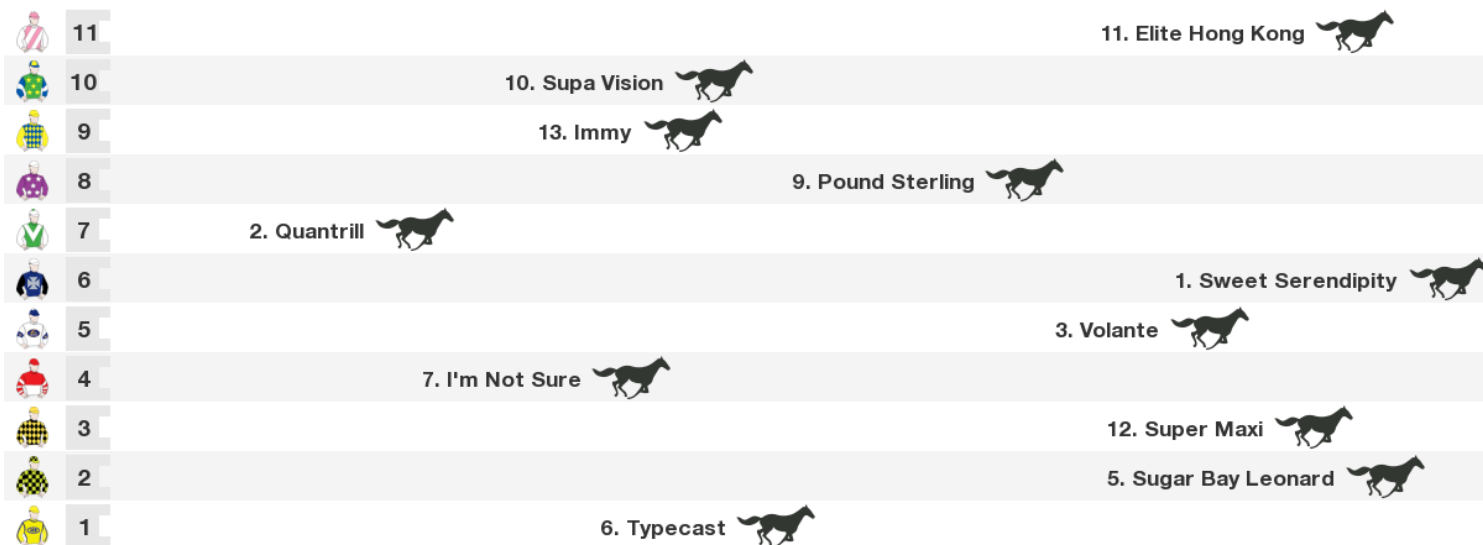 11 11. Elite Hong Kong
10 10. Supa Vision
9 13. Immy
8 9. Pound Sterling
7 2. Quantrill
6 1. Sweet Serendipity
5 3. Volante
4 7. I'm Not Sure
3 12. Super Maxi
2 5. Sugar Bay Leonard
1 6. Typecast